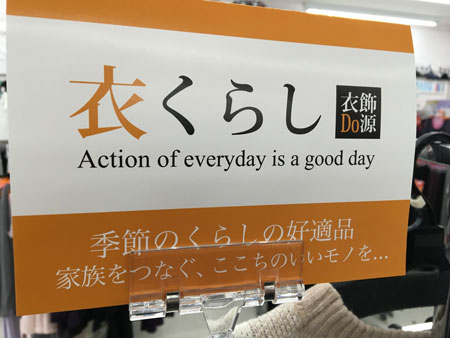 衣くらし
衣飾
Do源
Action of everyday is a good day
季節のくらしの好適品
家族をつなぐ、ここちのいいモノを...